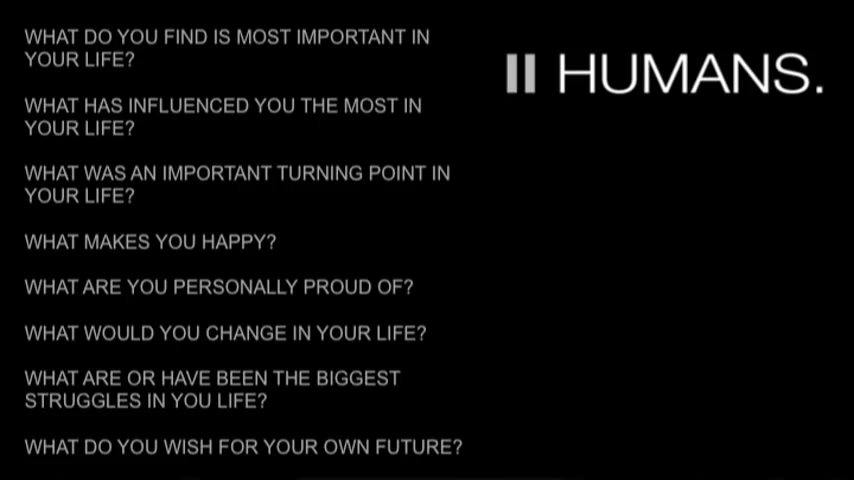 WHAT DO YOU FIND IS MOST IMPORTANT IN
YOUR LIFE?
WHAT HAS INFLUENCED YOU THE MOST IN
YOUR LIFE?
WHAT WAS AN IMPORTANT TURNING POINT IN
YOUR LIFE?
WHAT MAKES YOU HAPPY?
WHAT ARE YOU PERSONALLY PROUD OF?
WHAT WOULD YOU CHANGE IN YOUR LIFE?
WHAT ARE OR HAVE BEEN THE BIGGEST
STRUGGLES IN YOU LIFE?
WHAT DO YOU WISH FOR YOUR OWN FUTURE?
HUMANS.